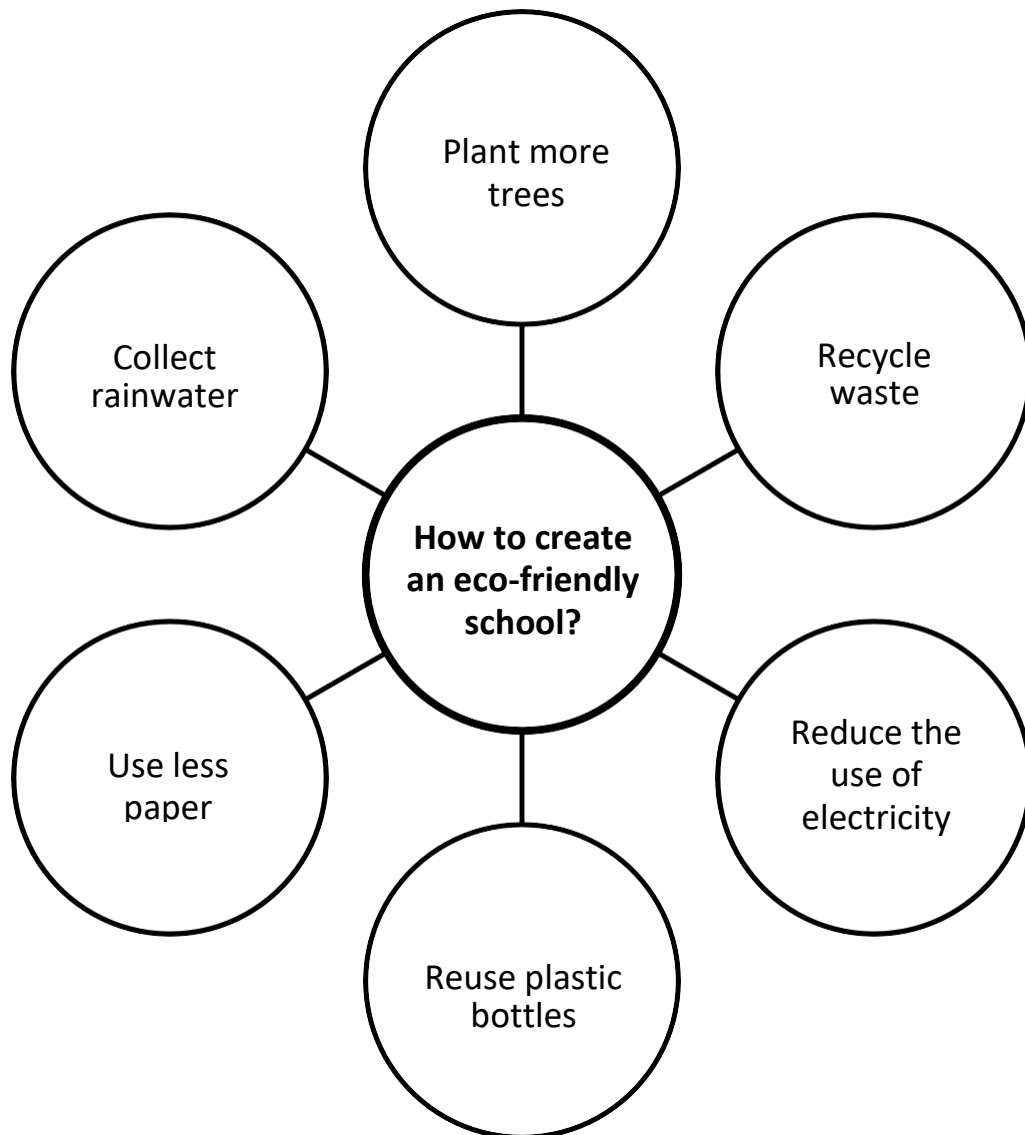 Plant more
trees
Collect
rainwater
Recycle
waste
How to create
an eco-friendly
school?
Use less
paper
Reduce the
use of
electricity
Reuse plastic
bottles